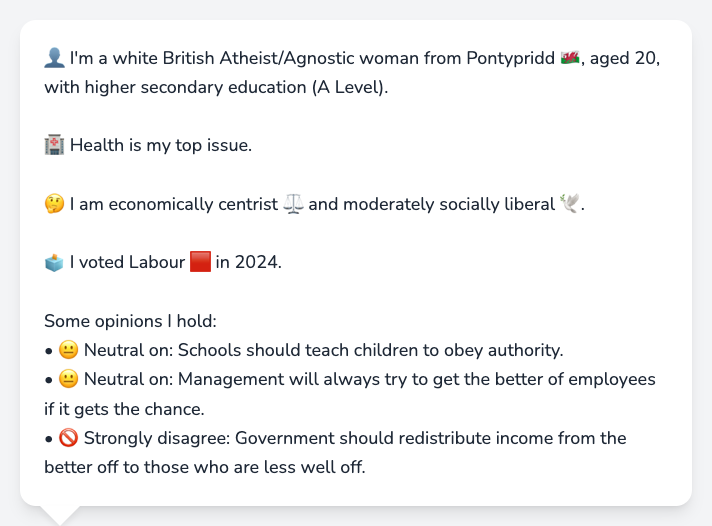 👤 I'm a white British Atheist/Agnostic woman from Pontypridd 🏴󠁧󠁢󠁷󠁬󠁳󠁿, aged 20,
with higher secondary education (A Level).
🏥 Health is my top issue.
🤔 I am economically centrist ⚖️ and moderately socially liberal 🕊️.
🗳️ I voted Labour 🟥 in 2024.
Some opinions I hold:
• 😐 Neutral on: Schools should teach children to obey authority.
• 😐 Neutral on: Management will always try to get the better of employees
if it gets the chance.
• 🚫 Strongly disagree: Government should redistribute income from the
better off to those who are less well off.